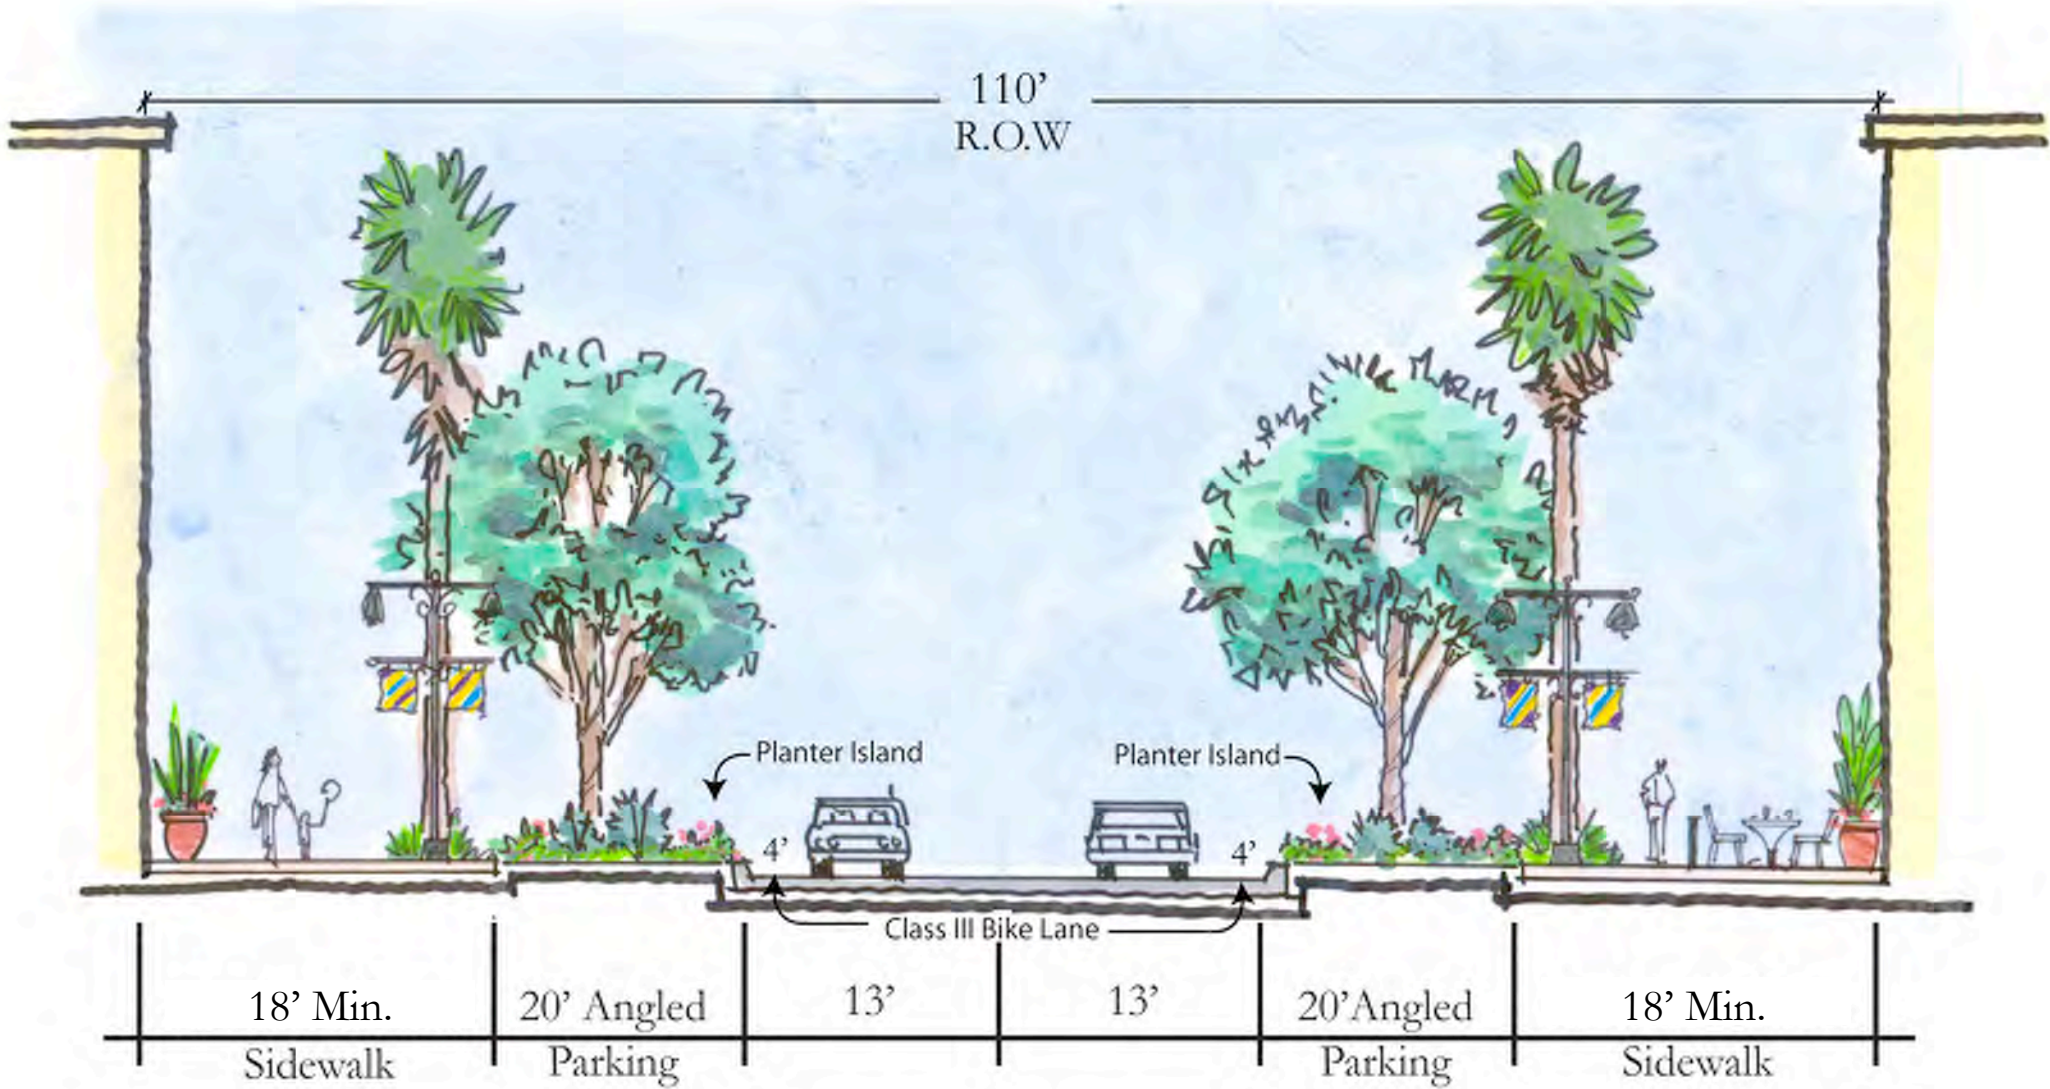 110’
R.O.W
Planter Island
Planter Island
4’
4’
Class III Bike Lane
18’ Min.
20’ Angled
13’
13’
20’Angled
18’ Min.
Sidewalk
Parking
Parking
Sidewalk